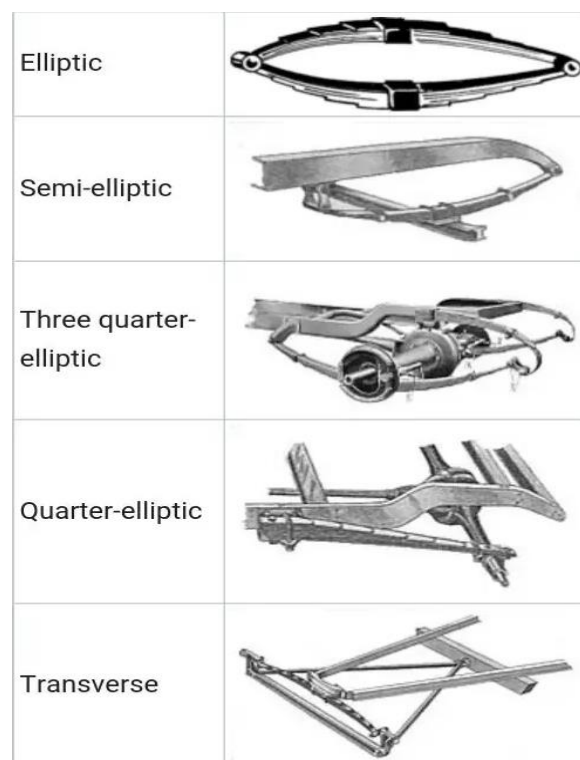 Elliptic
Semi-elliptic
Three quarter-
elliptic
Quarter-elliptic
Transverse